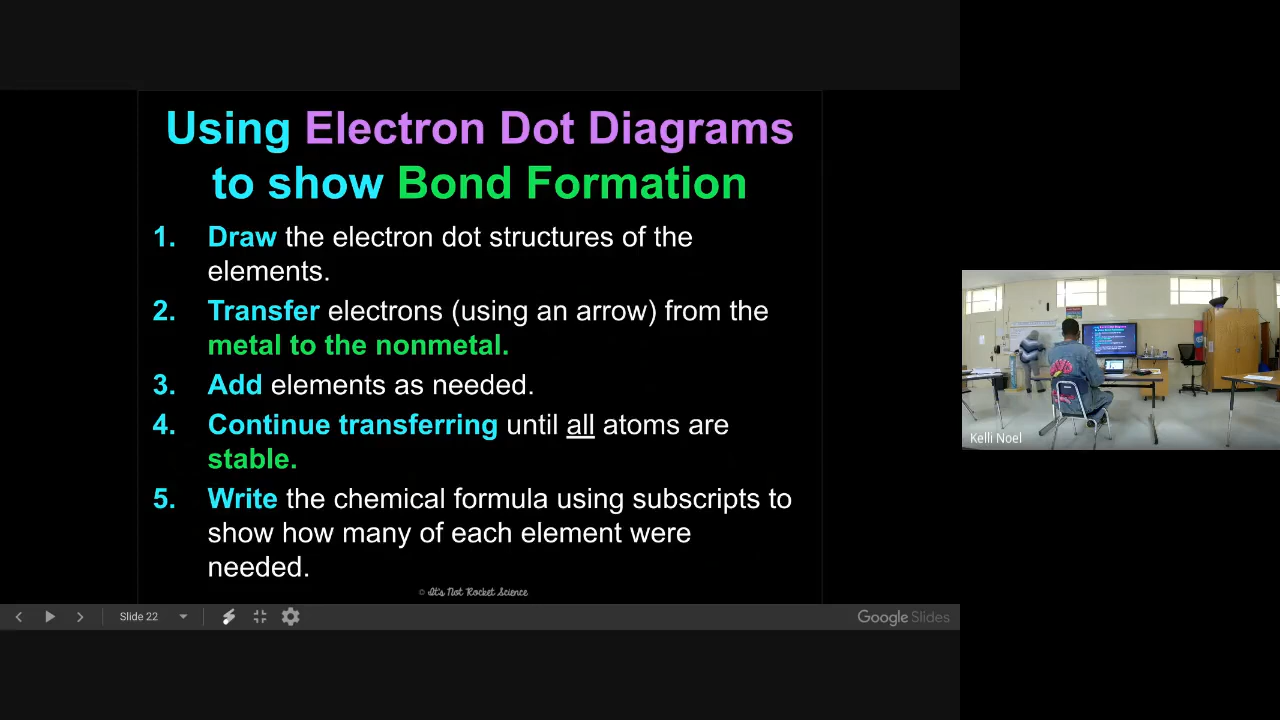 Using Electron Dot Diagrams
to show Bond Formation
1. Draw the electron dot structures of the
elements.
2. Transfer electrons (using an arrow) from the
metal to the nonmetal.
3. Add elements as needed.
4. Continue transferring until all atoms are
stable.
5. Write the chemical formula using subscripts to
show how many of each element were
needed.
© It's Not Rocket Science
Slide 22
Google Slides
Kelli Noel